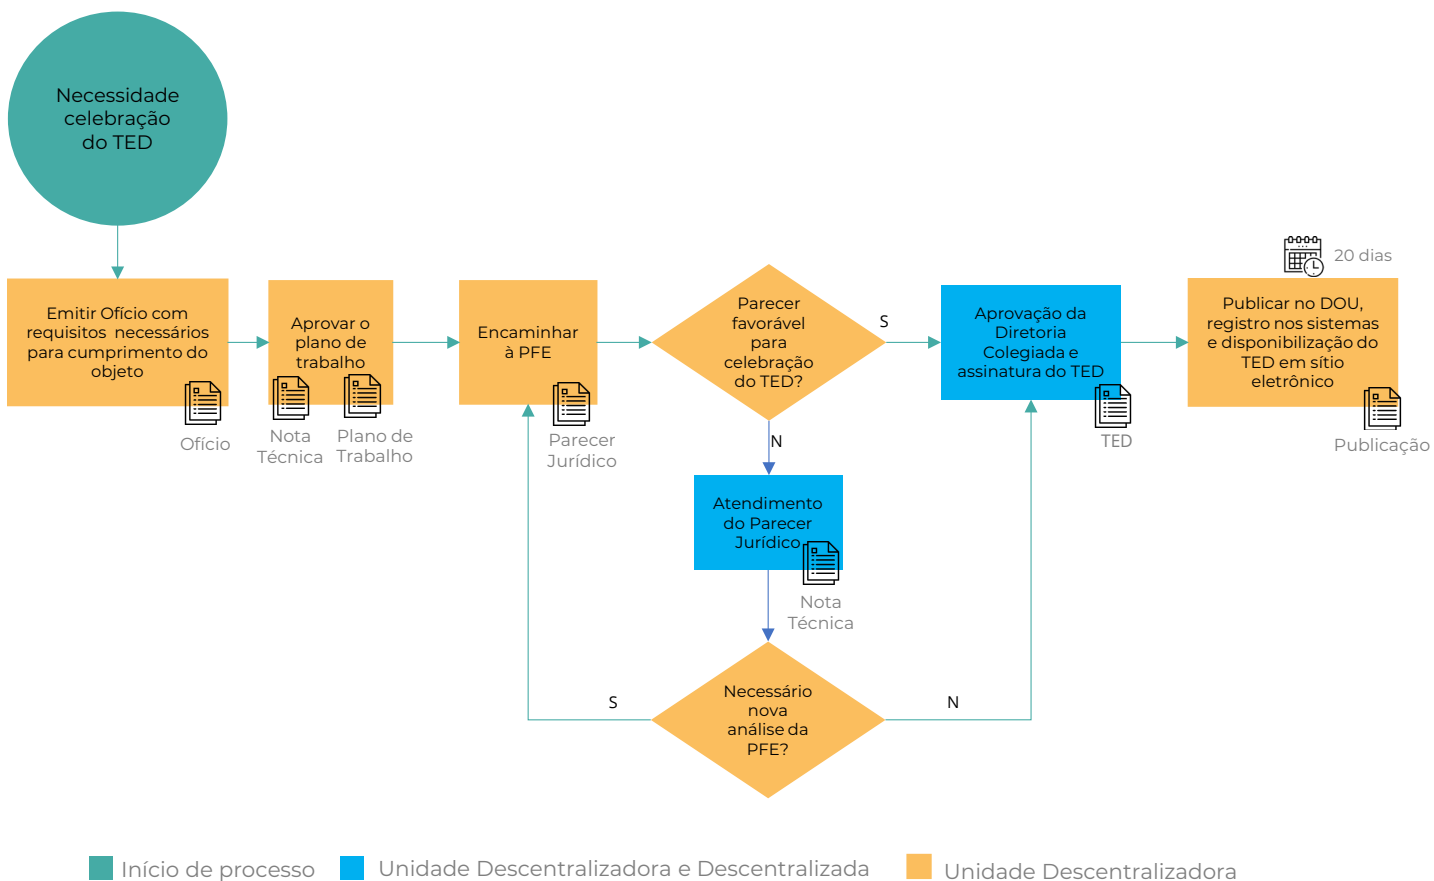 Necessidade
celebração
do TED
Emitir Ofício com
requisitos necessários
para cumprimento do
objeto
Ofício
Aprovar o
plano de
trabalho
Nota
Técnica
Plano de
Trabalho
Encaminhar
à PFE
Parecer
Jurídico
Parecer
favorável
para
celebração
do TED?
S
N
Aprovação da
Diretoria
Colegiada e
assinatura do TED
TED
20 dias
Publicar no DOU,
registro nos sistemas
e disponibilização do
TED em sítio
eletrônico
Publicação
Atendimento
do Parecer
Jurídico
Nota
Técnica
Necessário
nova
análise da
PFE?
S
N
Início de processo
Unidade Descentralizadora e Descentralizada
Unidade Descentralizadora